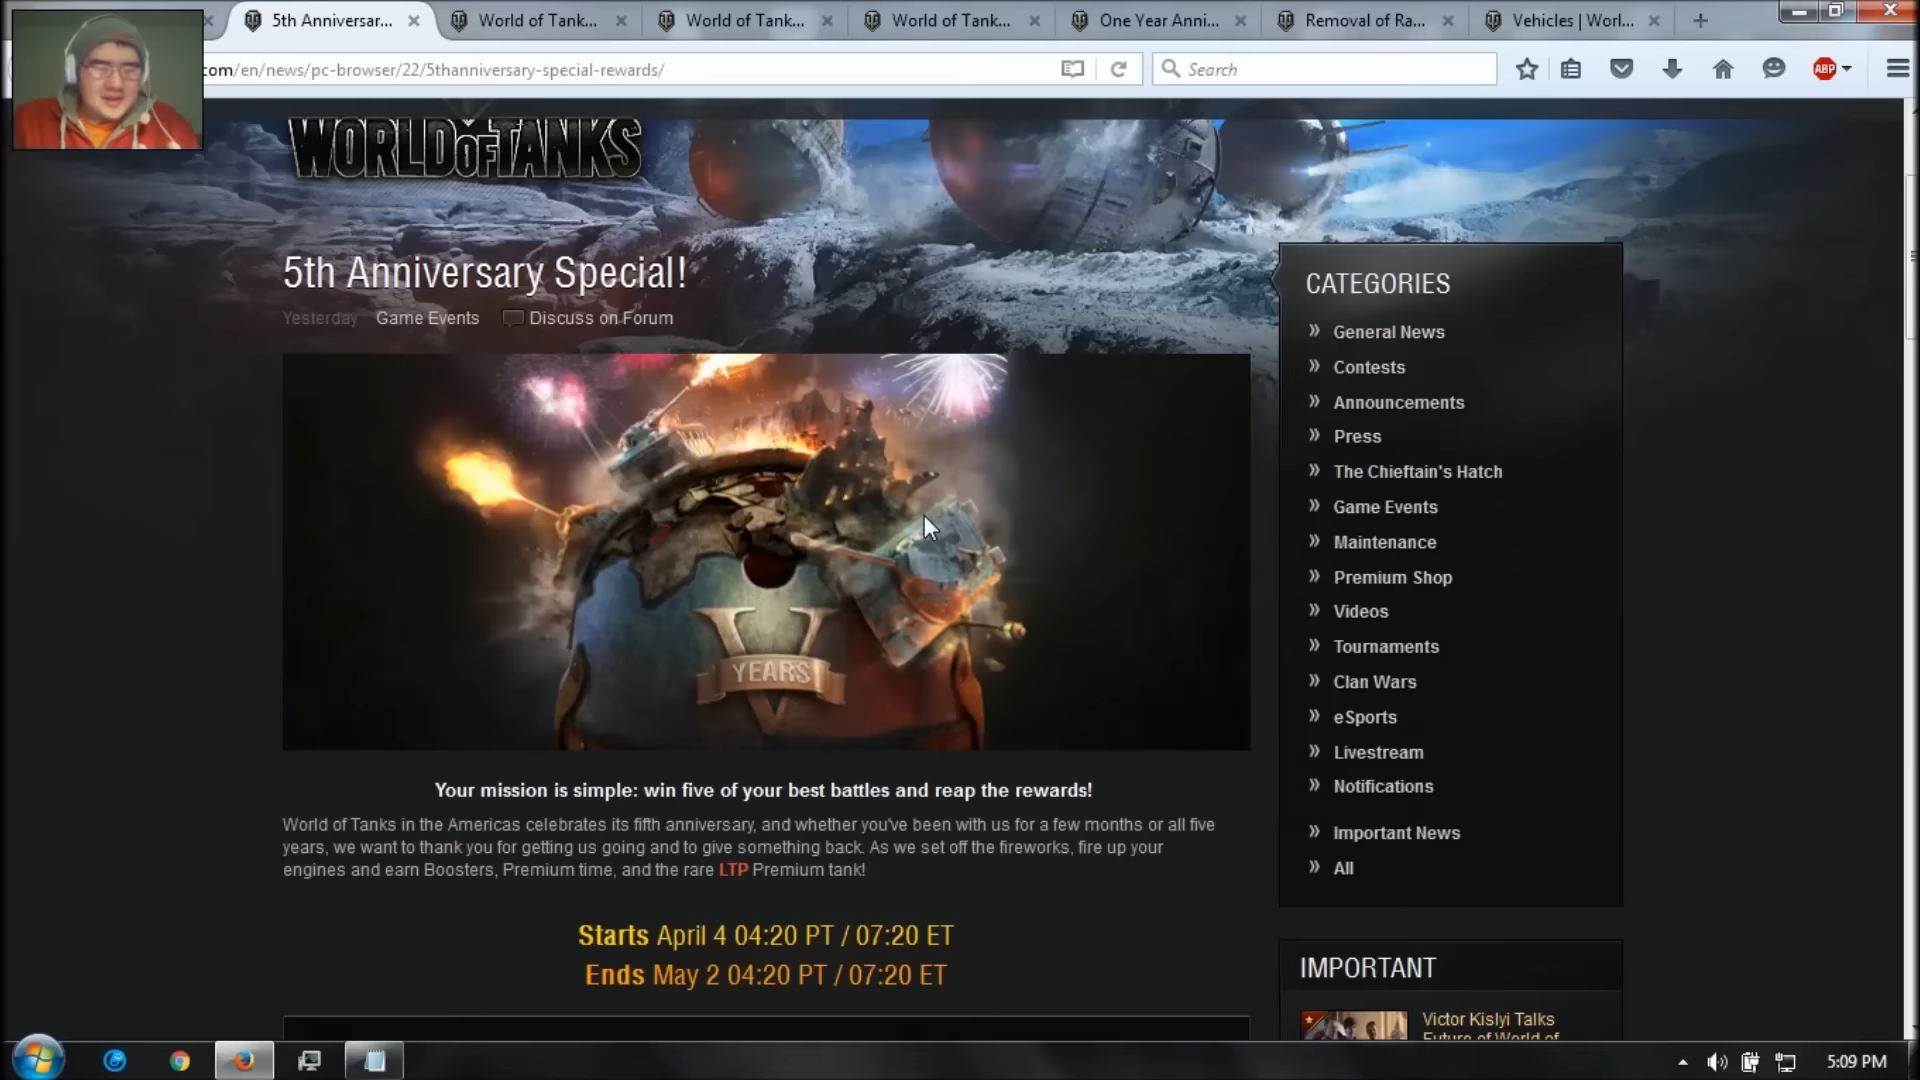 5th Anniversar...
World of Tank...
World of Tank...
World of Tank...
One Year Anni...
Removal of Ra...
Vehicles | Worl...
com/en/news/pc-browser/22/5thanniversary-special-rewards/
Search
ABP
WORLD OF TANKS
5th Anniversary Special!
Yesterday Game Events Discuss on Forum
V
YEARS
Your mission is simple: win five of your best battles and reap the rewards!
World of Tanks in the Americas celebrates its fifth anniversary, and whether you've been with us for a few months or all five
years, we want to thank you for getting us going and to give something back. As we set off the fireworks, fire up your
engines and earn Boosters, Premium time, and the rare LTP Premium tank!
Starts April 4 04:20 PT / 07:20 ET
Ends May 2 04:20 PT / 07:20 ET
CATEGORIES
General News
Contests
Announcements
Press
The Chieftain's Hatch
Game Events
Maintenance
Premium Shop
Videos
Tournaments
Clan Wars
eSports
Livestream
Notifications
Important News
All
IMPORTANT
Victor Kislyi Talks
Future of World of
5:09 PM